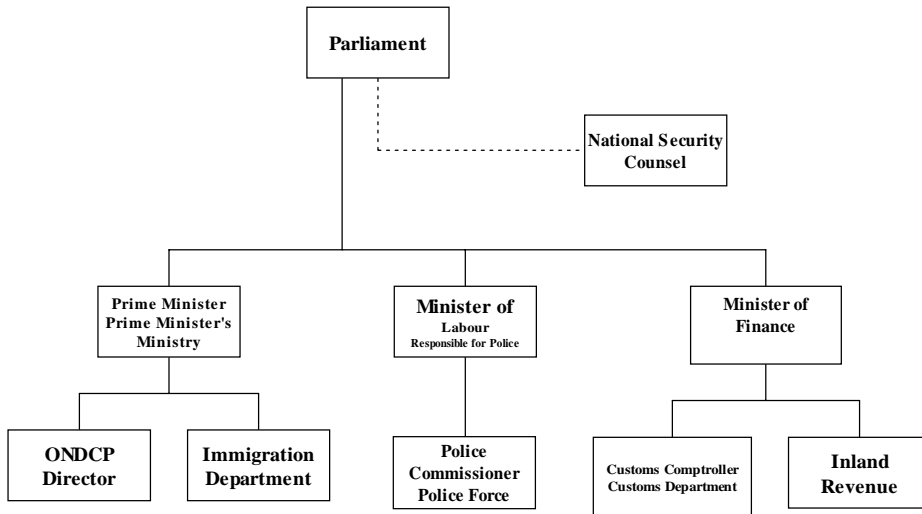 Parliament
National Security
Counsel
Prime Minister
Prime Minister's
Ministry
Minister of
Labour
Responsible for Police
Minister of
Finance
ONDCP
Director
Immigration
Department
Police
Commissioner
Police Force
Customs Comptroller
Customs Department
Inland
Revenue